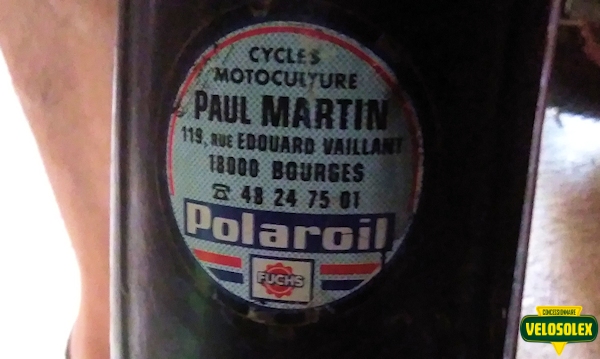 CYCLES
MOTOCULTURE
PAUL MARTIN
119, RUE EDOUARD VAILLANT
18000 BOURGES
☎ 48 24 75 01
Polaroil
FUCHS
CONCESSIONNAIRE
VELOSOLEX